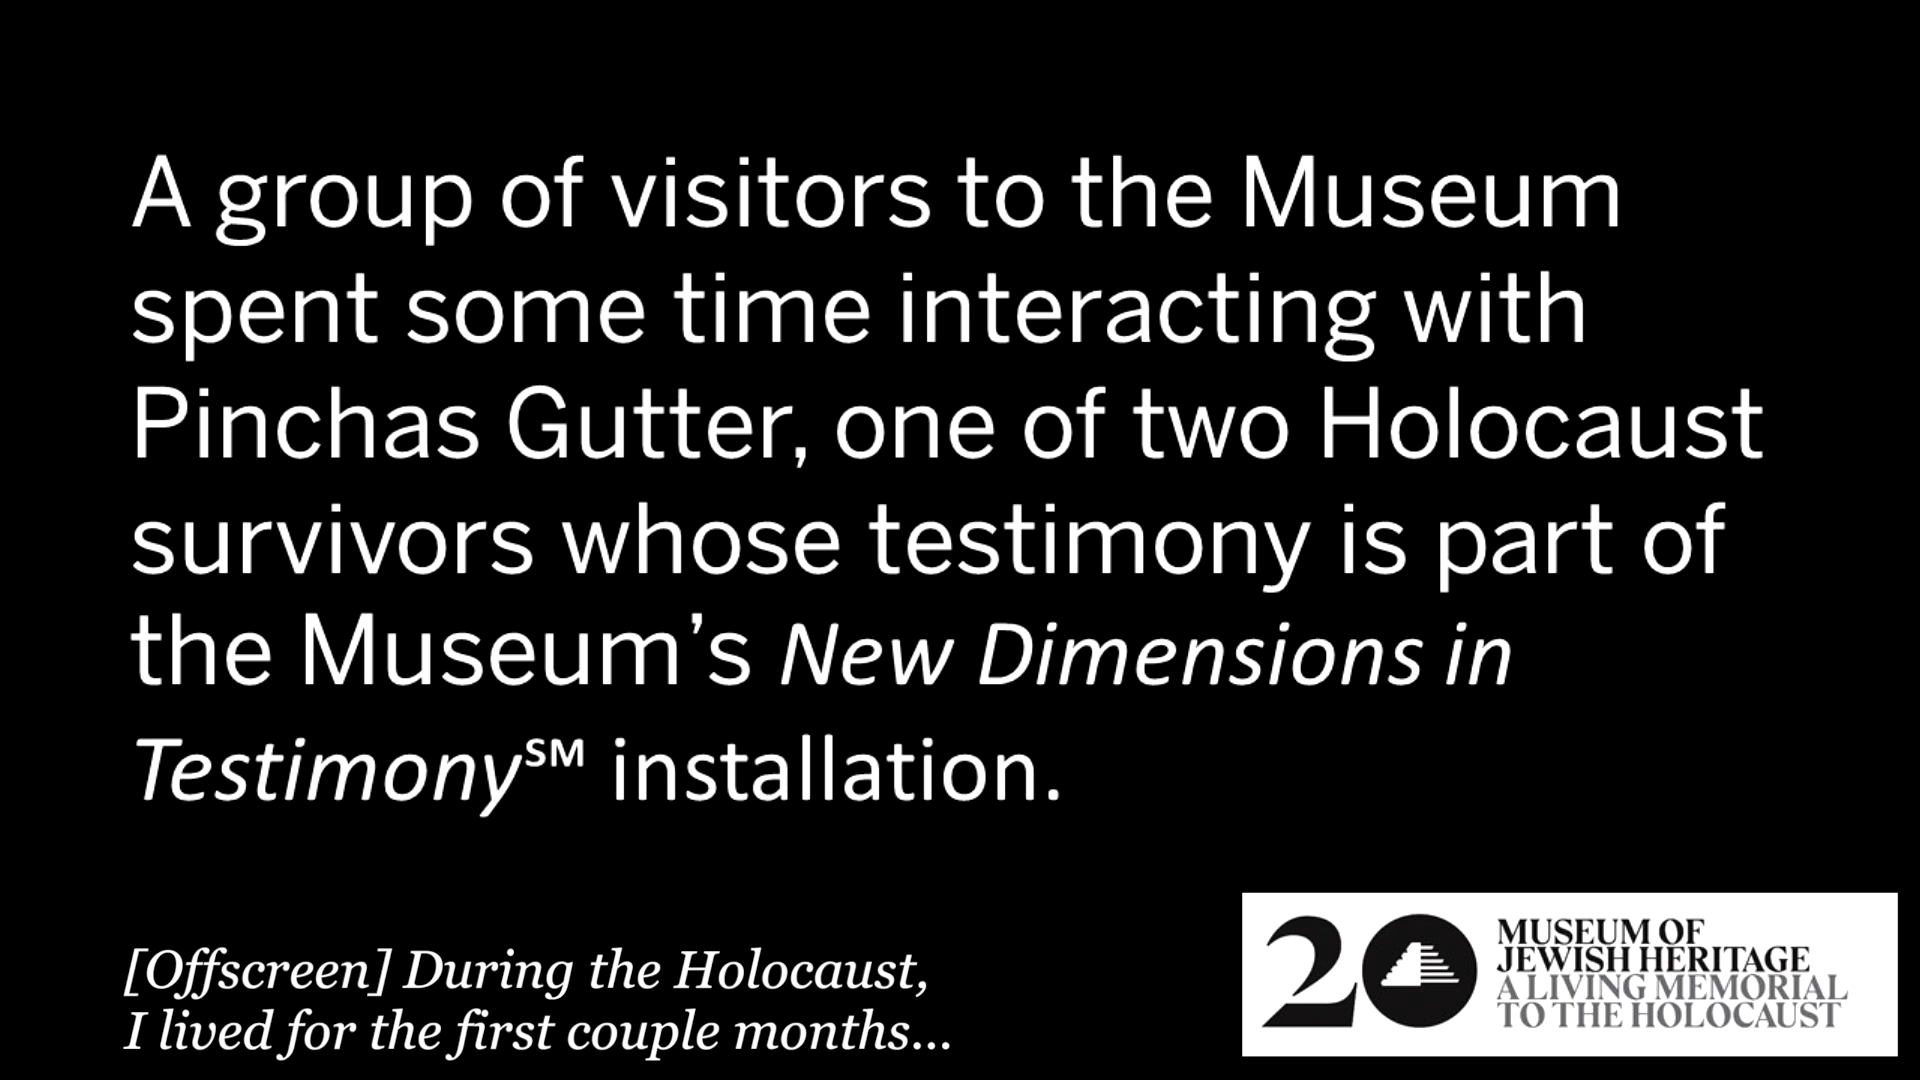 A group of visitors to the Museum
spent some time interacting with
Pinchas Gutter, one of two Holocaust
survivors whose testimony is part of
the Museum’s New Dimensions in
Testimony℠ installation.
[Offscreen] During the Holocaust,
I lived for the first couple months...
20
MUSEUM OF
JEWISH HERITAGE
A LIVING MEMORIAL
TO THE HOLOCAUST